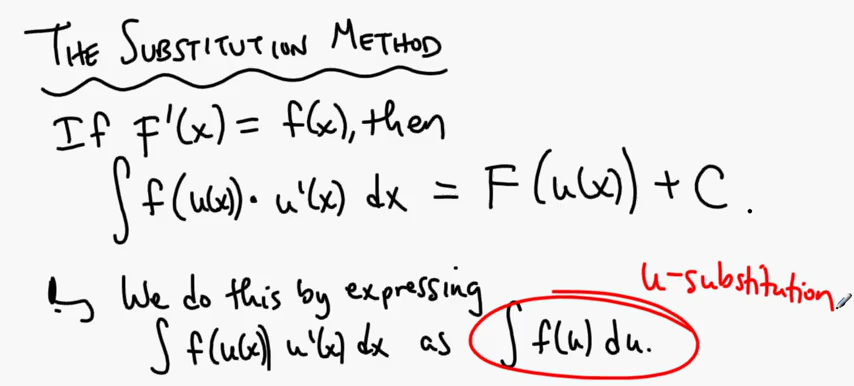 THE SUBSTITUTION METHOD
If F'(x) = f(x), then
∫ f(u(x)) · u'(x) dx = F(u(x)) + C.
↳ We do this by expressing
u-substitution
∫ f(u(x)) u'(x) dx as ∫ f(u) du.